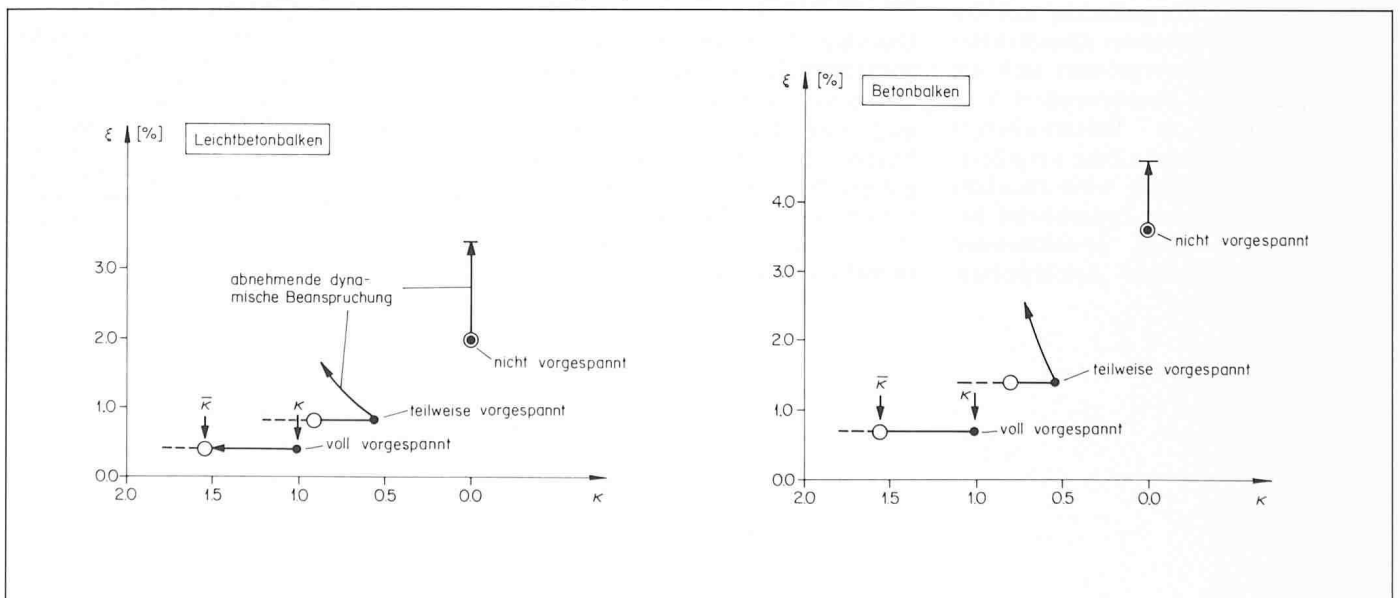 ξ [%]
Leichtbetonbalken
3.0
2.0
1.0
0.0
abnehmende dyna-
mische Beanspruchung
nicht vorgespannt
κ̅
κ
teilweise vorgespannt
voll vorgespannt
2.0
1.5
1.0
0.5
0.0
κ
ξ [%]
Betonbalken
4.0
3.0
2.0
1.0
0.0
nicht vorgespannt
κ̅
κ
teilweise vorgespannt
voll vorgespannt
2.0
1.5
1.0
0.5
0.0
κ